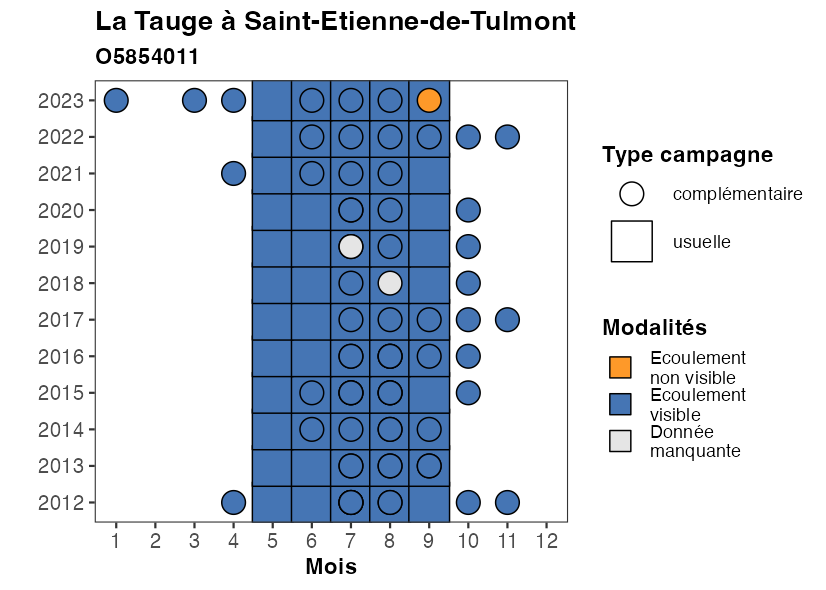 La Tauge à Saint-Etienne-de-Tulmont
O5854011
2023
2022
2021
2020
2019
2018
2017
2016
2015
2014
2013
2012
1 2 3 4 5 6 7 8 9 10 11 12
Mois
Type campagne
complémentaire
usuelle
Modalités
Ecoulement
non visible
Ecoulement
visible
Donnée
manquante